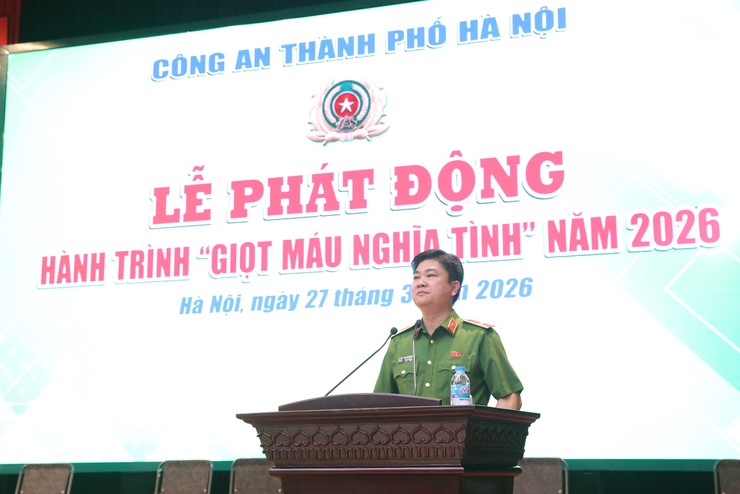 CÔNG AN THÀNH PHỐ HÀ NỘI
LỄ PHÁT ĐỘNG
HÀNH TRÌNH “GIỌT MÁU NGHĨA TÌNH” NĂM 2026
Hà Nội, ngày 27 tháng 3 2026